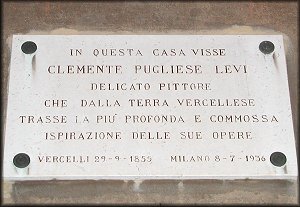 IN QUESTA CASA VISSE
CLEMENTE PUGLIESE LEVI
DELICATO PITTORE
CHE DALLA TERRA VERCELLESE
TRASSE LA PIÚ PROFONDA E COMMOSSA
ISPIRAZIONE DELLE SUE OPERE
VERCELLI 29-9-1855 MILANO 8-7-1936